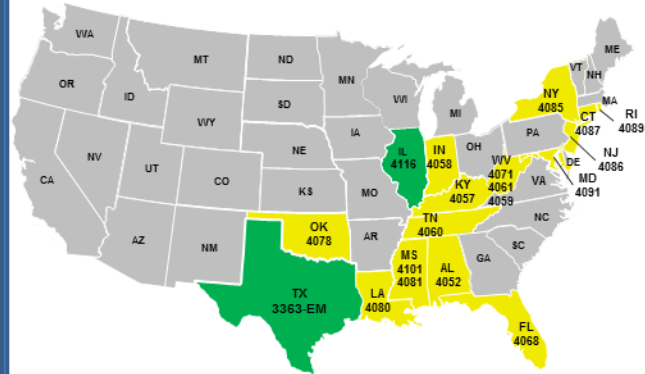 WA
MT
ND
MN
ME
VT
NH
OR
ID
SD
WI
MI
NY
4085
MA
CT
4087
RI
4089
WY
IA
NE
IL
4116
IN
4058
OH
PA
NJ
4086
NV
UT
CO
CA
KS
MO
KY
4057
WV
4071
4061
4059
VA
DE
MD
4091
AZ
NM
OK
4078
AR
TN
4060
NC
SC
MS
4101
4081
AL
4052
GA
TX
3363-EM
LA
4080
FL
4068